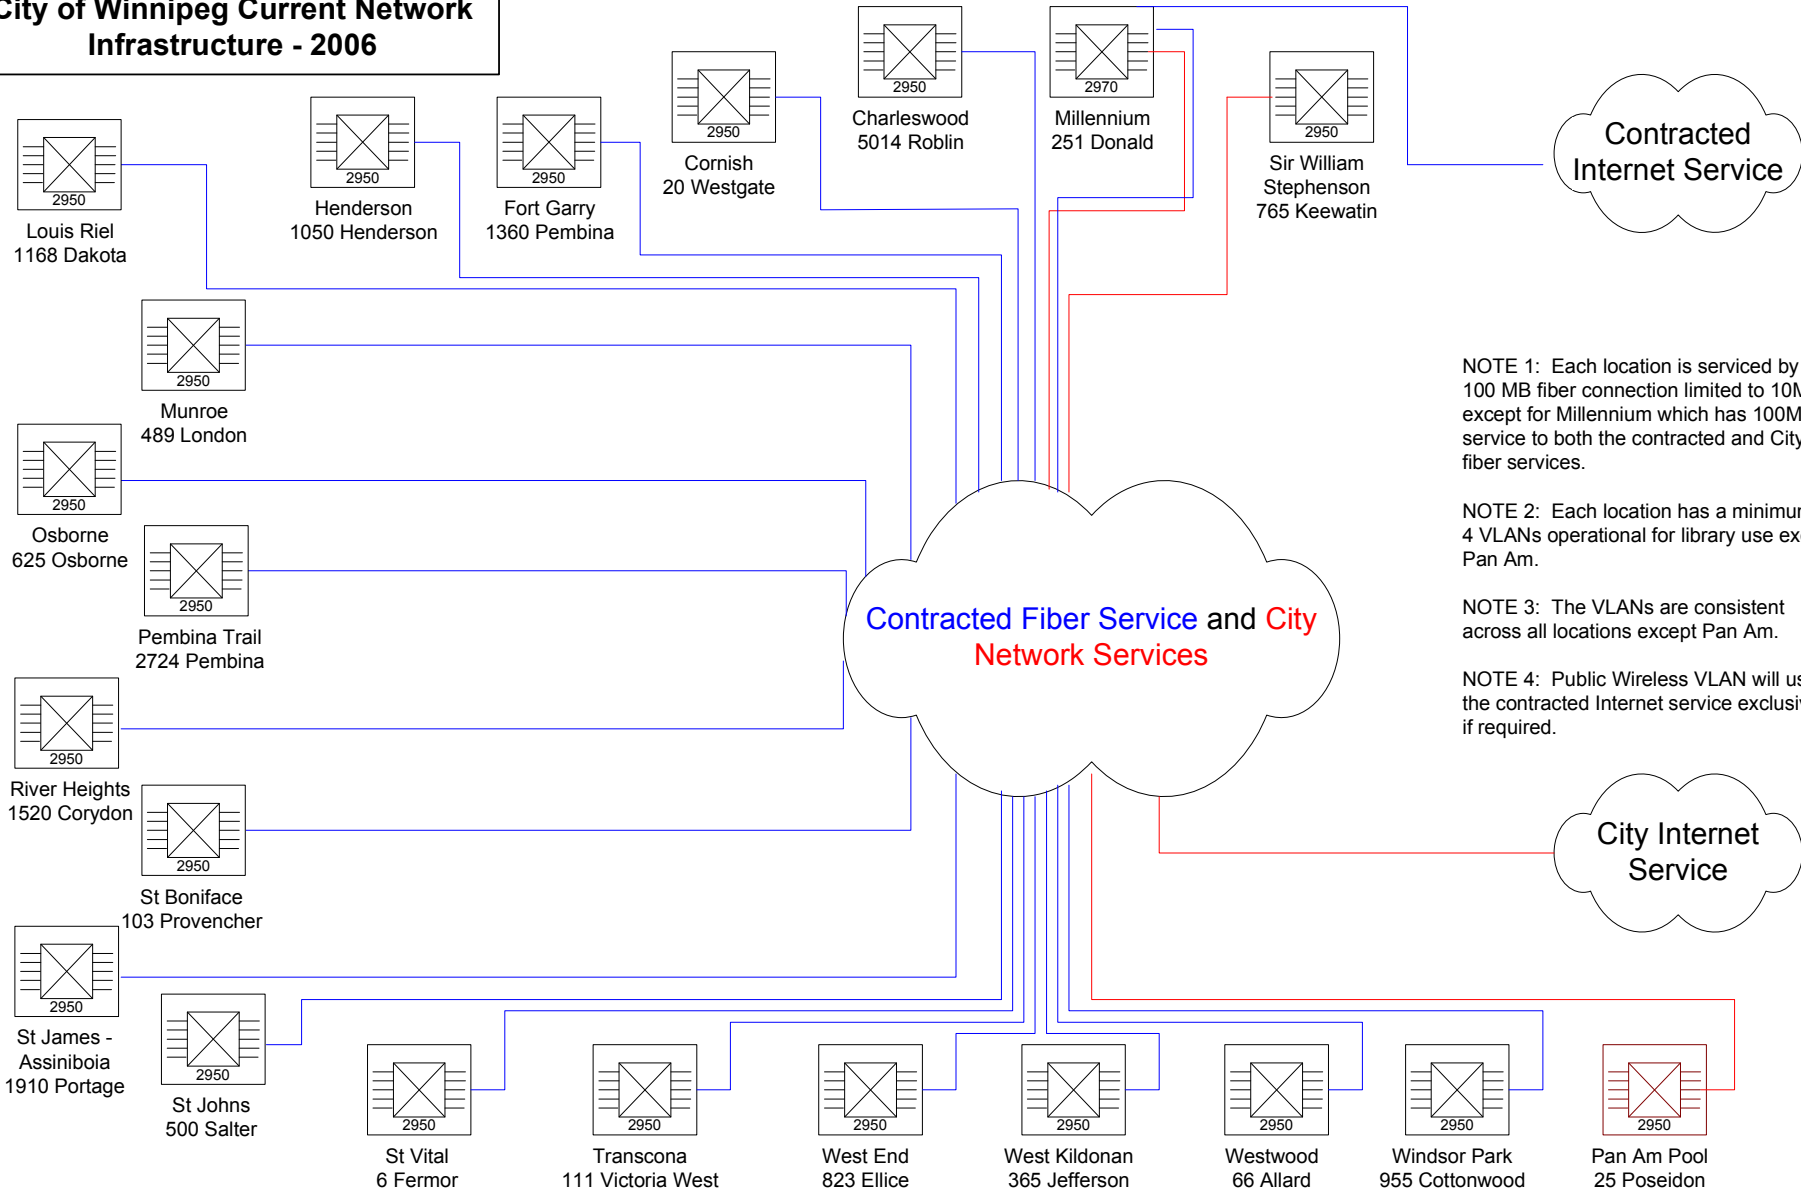 City of Winnipeg Current Network
Infrastructure - 2006
2950
Louis Riel
1168 Dakota
2950
Henderson
1050 Henderson
2950
Fort Garry
1360 Pembina
2950
Cornish
20 Westgate
2950
Charleswood
5014 Roblin
2970
Millennium
251 Donald
2950
Sir William
Stephenson
765 Keewatin
Contracted
Internet Service
2950
Munroe
489 London
2950
Osborne
625 Osborne
2950
Pembina Trail
2724 Pembina
2950
River Heights
1520 Corydon
2950
St Boniface
103 Provencher
2950
St James -
Assiniboia
1910 Portage
2950
St Johns
500 Salter
Contracted Fiber Service and City
Network Services
NOTE 1: Each location is serviced by
100 MB fiber connection limited to 10M
except for Millennium which has 100M
service to both the contracted and City
fiber services.
NOTE 2: Each location has a minimu
4 VLANs operational for library use exc
Pan Am.
NOTE 3: The VLANs are consistent
across all locations except Pan Am.
NOTE 4: Public Wireless VLAN will us
the contracted Internet service exclusiv
if required.
City Internet
Service
2950
St Vital
6 Fermor
2950
Transcona
111 Victoria West
2950
West End
823 Ellice
2950
West Kildonan
365 Jefferson
2950
Westwood
66 Allard
2950
Windsor Park
955 Cottonwood
2950
Pan Am Pool
25 Poseidon